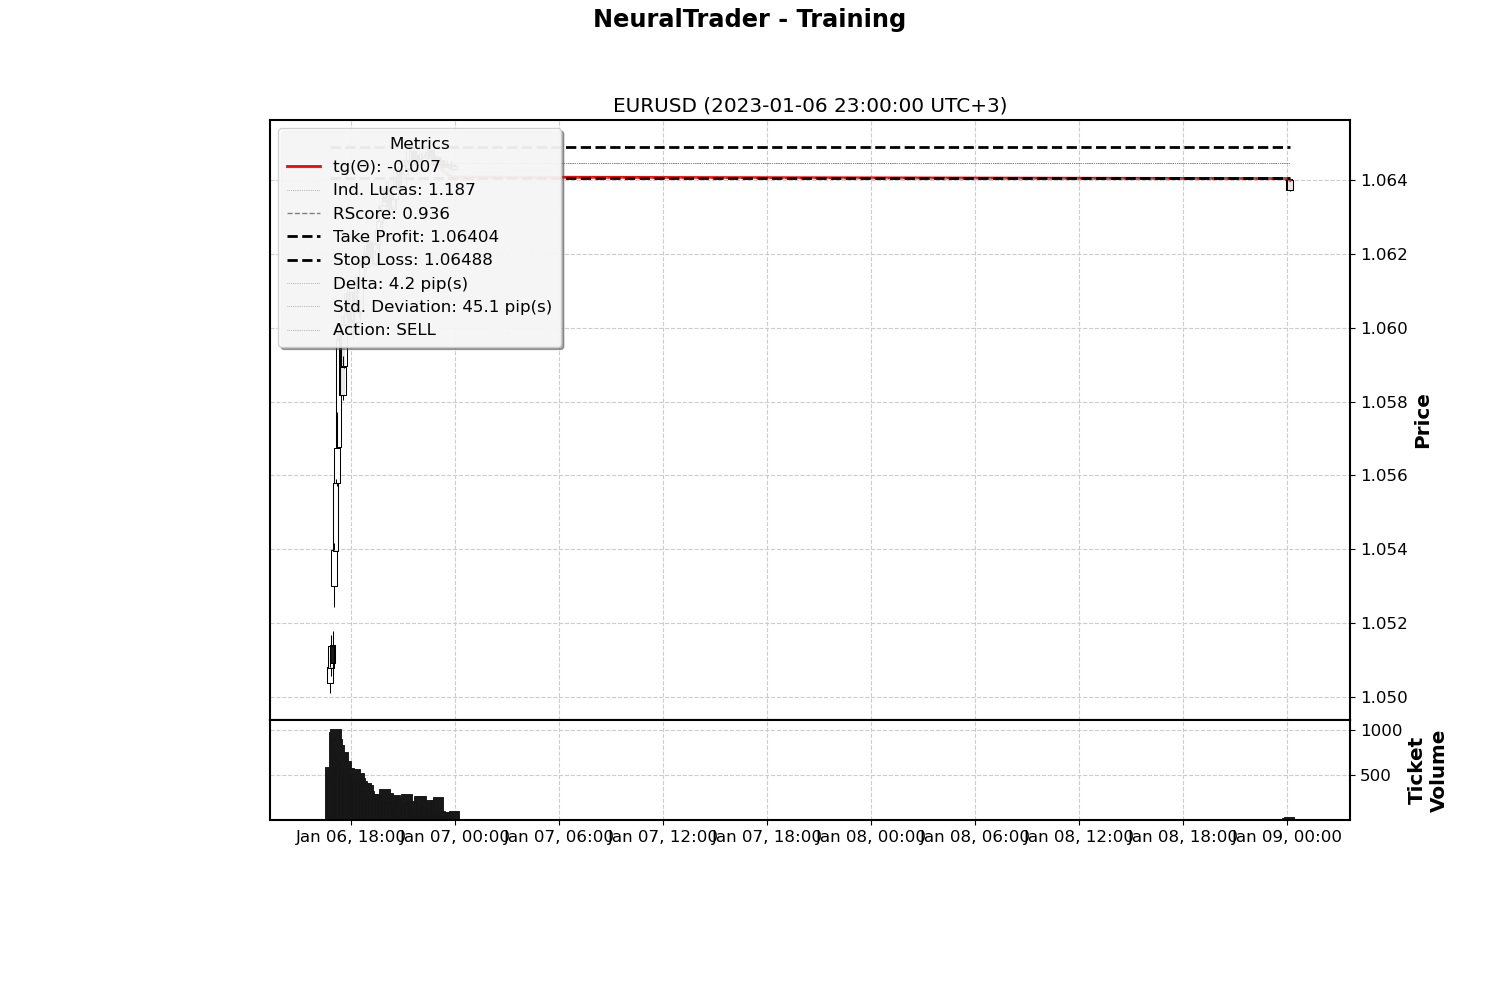 NeuralTrader - Training
EURUSD (2023-01-06 23:00:00 UTC+3)
Metrics
tg(Θ): -0.007
Ind. Lucas: 1.187
RScore: 0.936
Take Profit: 1.06404
Stop Loss: 1.06488
Delta: 4.2 pip(s)
Std. Deviation: 45.1 pip(s)
Action: SELL
1.064
1.062
1.060
1.058
1.056
1.054
1.052
1.050
Price
1000
500
Ticket
Volume
Jan 06, 18:00
Jan 07, 00:00
Jan 07, 06:00
Jan 07, 12:00
Jan 07, 18:00
Jan 08, 00:00
Jan 08, 06:00
Jan 08, 12:00
Jan 08, 18:00
Jan 09, 00:00